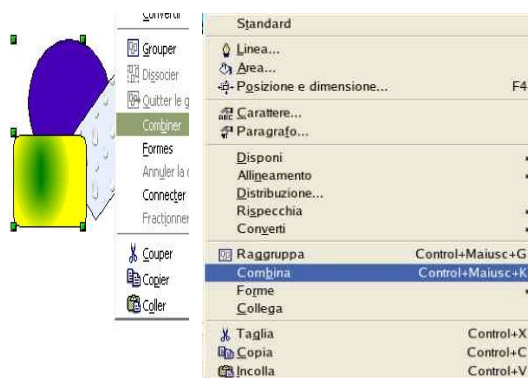 Convertir
Grouper
Dissocier
Quitter le g
Combiner
Formes
Annuler la c
Connecter
Fractionner
Couper
Copier
Coller
Standard
Linea...
Area...
Posizione e dimensione... F4
Carattere...
Paragrafo...
Disponi
Allineamento
Distribuzione...
Rispecchia
Converti
Raggruppa Control+Maiusc+G
Combina Control+Maiusc+K
Forme
Collega
Taglia Control+X
Copia Control+C
Incolla Control+V